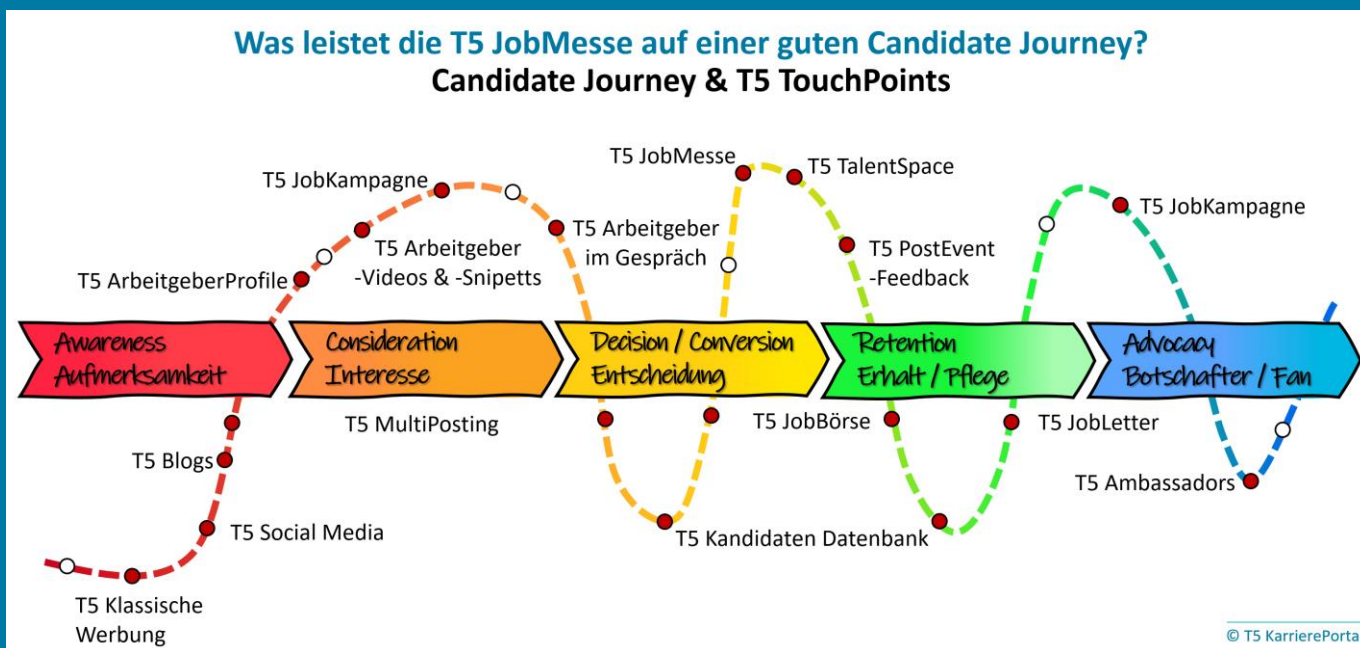 Was leistet die T5 JobMesse auf einer guten Candidate Journey?
Candidate Journey & T5 TouchPoints
T5 JobMesse
T5 TalentSpace
T5 JobKampagne
T5 JobKampagne
T5 Arbeitgeber
im Gespräch
T5 Arbeitgeber
-Videos & -Snipetts
T5 PostEvent
-Feedback
T5 ArbeitgeberProfile
Awareness
Aufmerksamkeit
Consideration
Interesse
Decision / Conversion
Entscheidung
Retention
Erhalt / Pflege
Advocacy
Botschafter / Fan
T5 MultiPosting
T5 JobBörse
T5 JobLetter
T5 Blogs
T5 Ambassadors
T5 Social Media
T5 Kandidaten Datenbank
T5 Klassische
Werbung
© T5 KarrierePorta